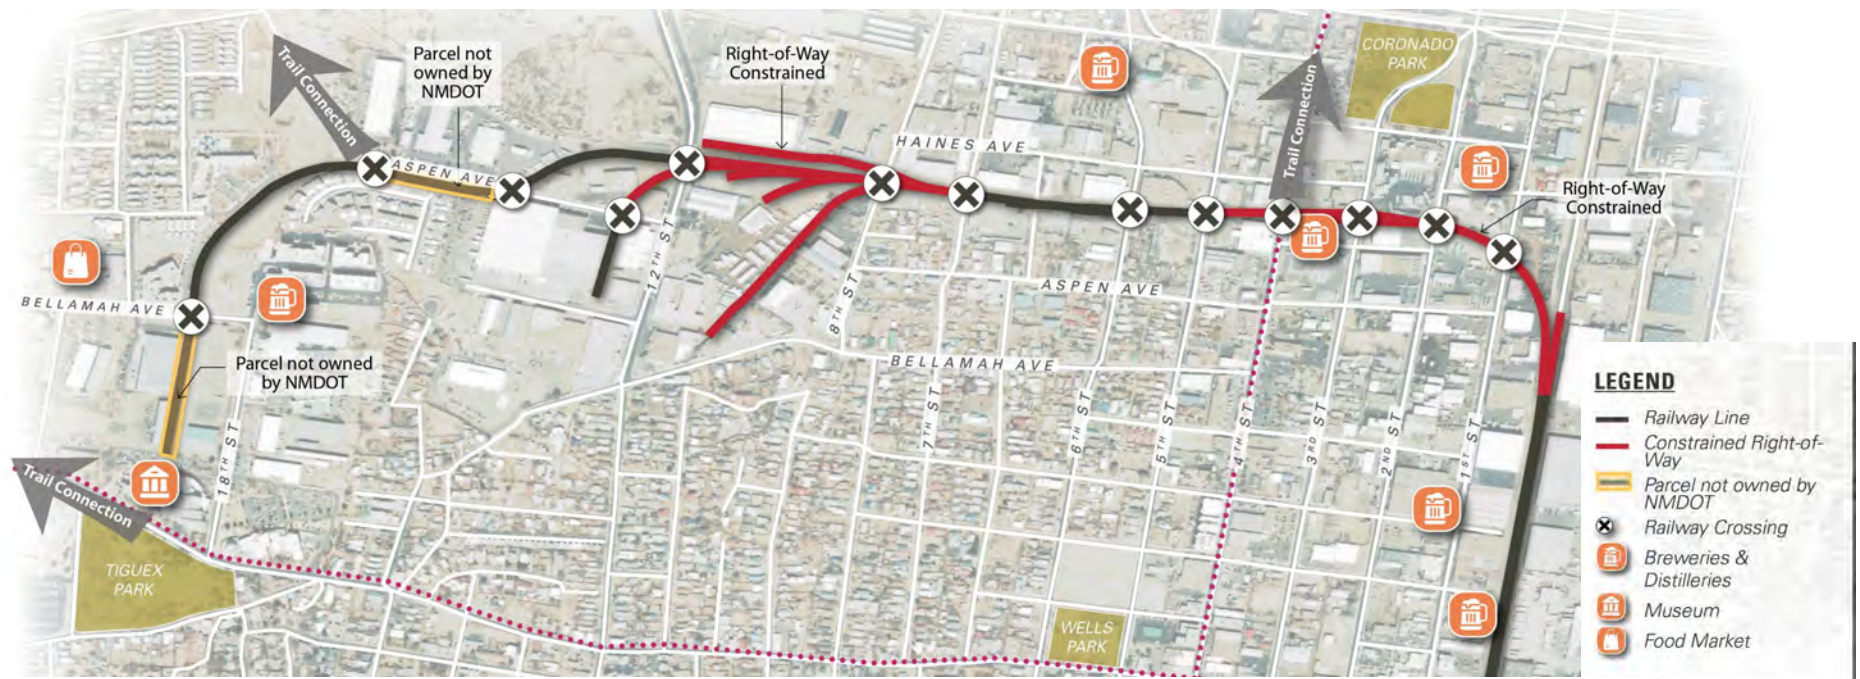 Trail Connection
Parcel not
owned by
NMDOT
Right-of-Way
Constrained
CORONADO
PARK
Trail Connection
HAINES AVE
ASPEN AVE
Right-of-Way
Constrained
12TH ST
BELLAMAH AVE
ASPEN AVE
8TH ST
Parcel not owned
by NMDOT
BELLAMAH AVE
18TH ST
7TH ST
6TH ST
5TH ST
4TH ST
3RD ST
2ND ST
1ST ST
Trail Connection
TIGUEX
PARK
WELLS
PARK
LEGEND
Railway Line
Constrained Right-of-
Way
Parcel not owned by
NMDOT
Railway Crossing
Breweries &
Distilleries
Museum
Food Market